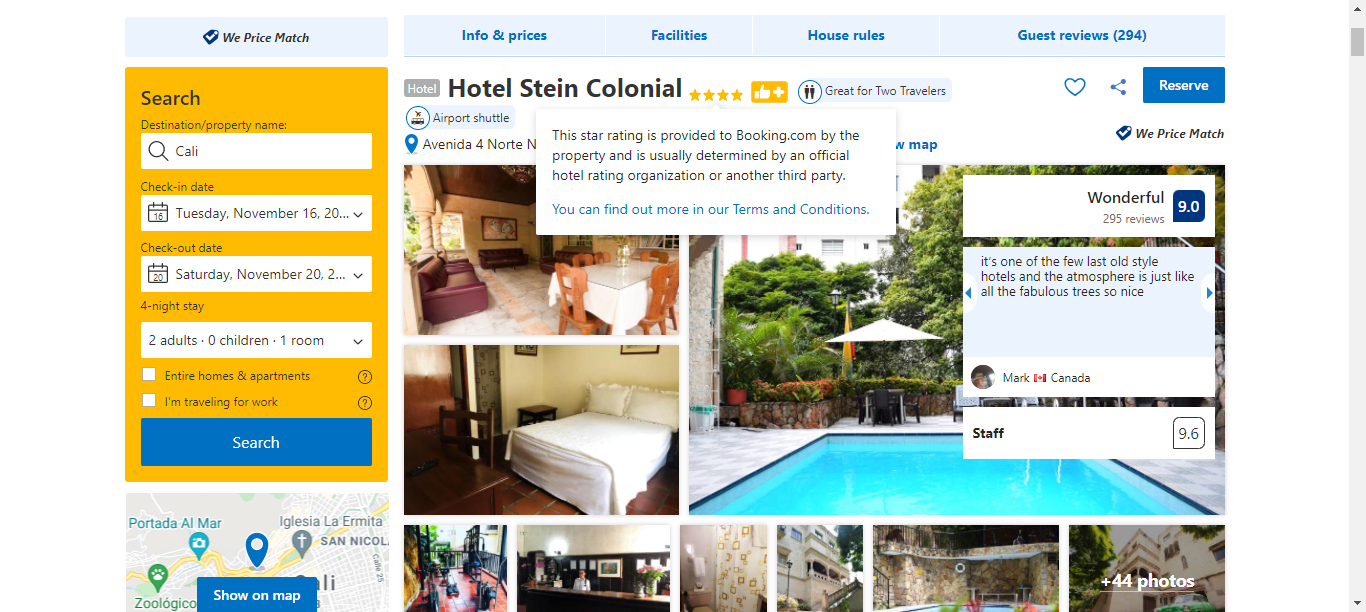 We Price Match
Info & prices
Facilities
House rules
Guest reviews (294)
Search
Destination/property name:
Cali
Check-in date
16
Tuesday, November 16, 20...
Check-out date
20
Saturday, November 20, 2...
4-night stay
2 adults · 0 children · 1 room
Entire homes & apartments
?
I'm traveling for work
?
Search
Hotel
Hotel Stein Colonial
Great for Two Travelers
Reserve
Airport shuttle
We Price Match
Avenida 4 Norte N
w map
This star rating is provided to Booking.com by the
property and is usually determined by an official
hotel rating organization or another third party.
You can find out more in our Terms and Conditions.
Wonderful
295 reviews
9.0
it's one of the few last old style
hotels and the atmosphere is just like
all the fabulous trees so nice
Mark
Canada
Staff
9.6
Portada Al Mar
Iglesia La Ermita
SAN NICOL
Calle 25
ali
Zoológico
Show on map
+44 photos